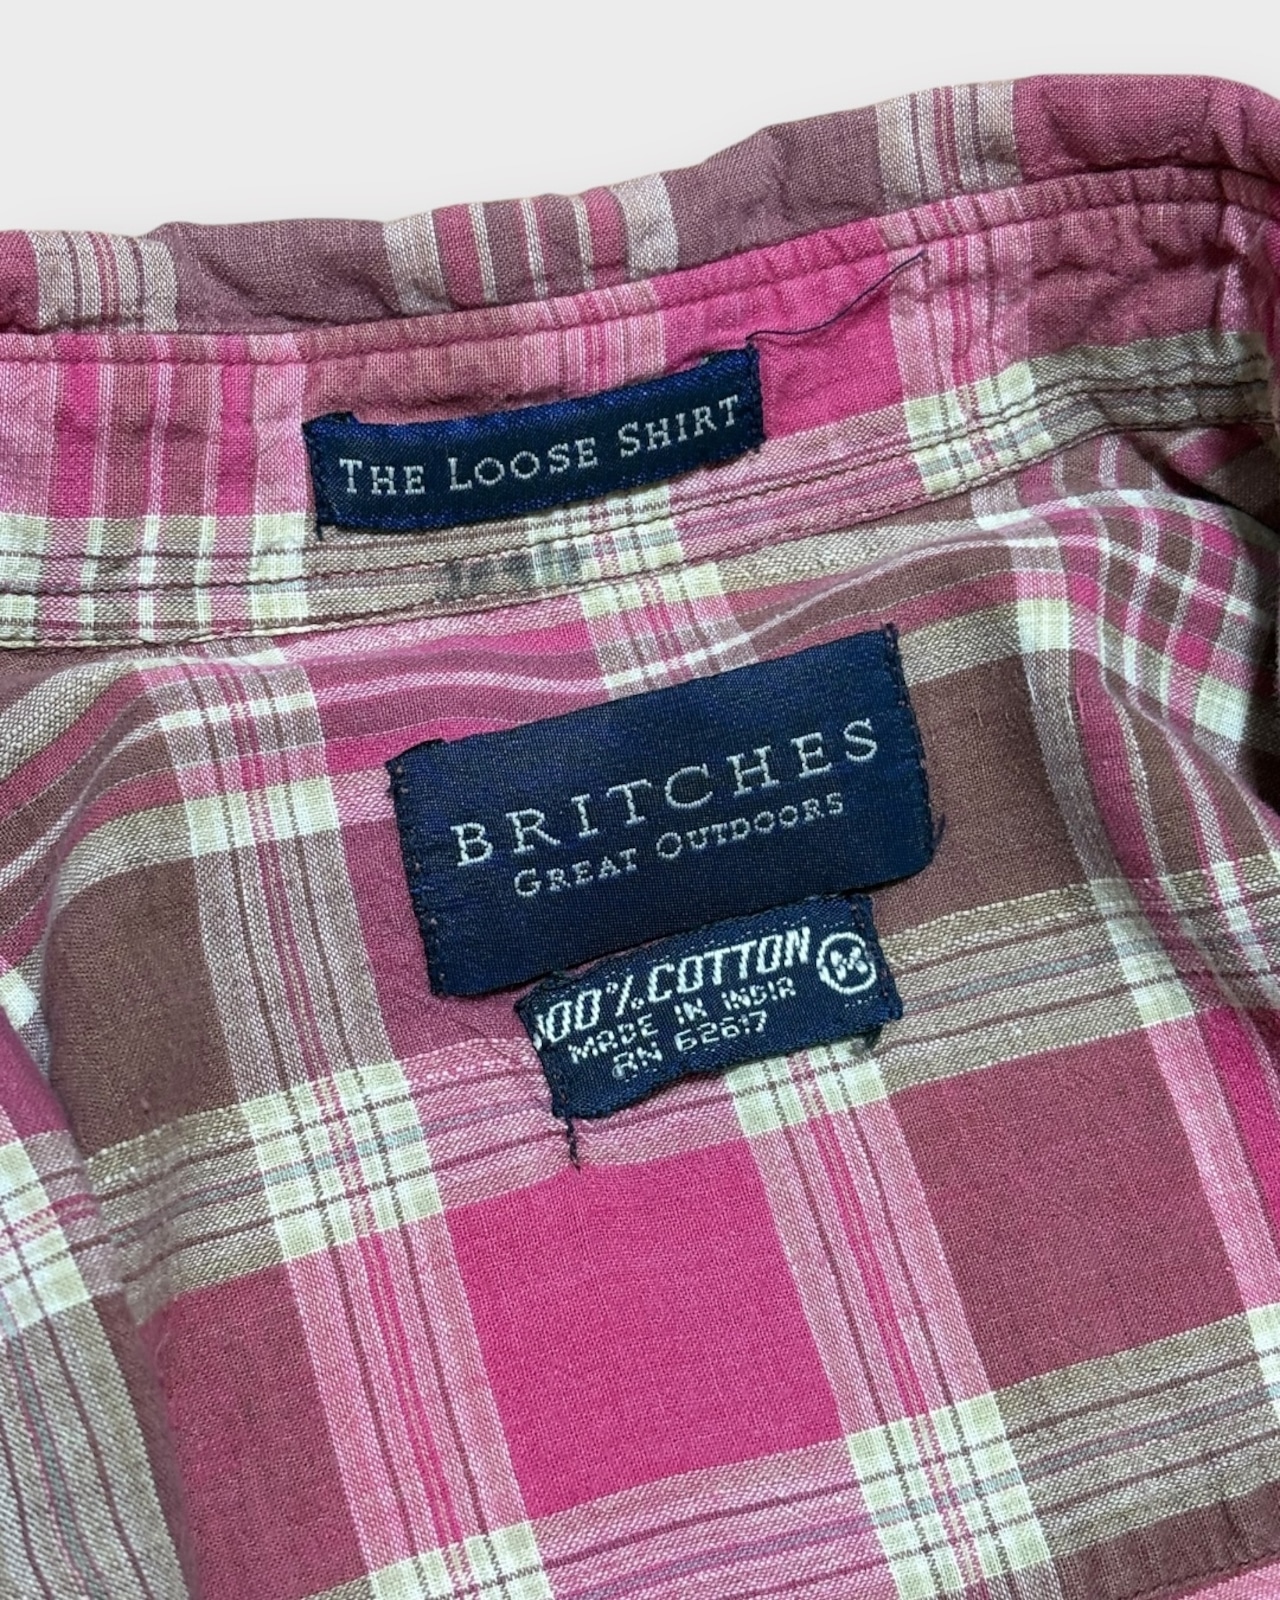 THE LOOSE SHIRT
BRITCHES
GREAT OUTDOORS
100% COTTON M
MADE IN INDIA
RN 62617